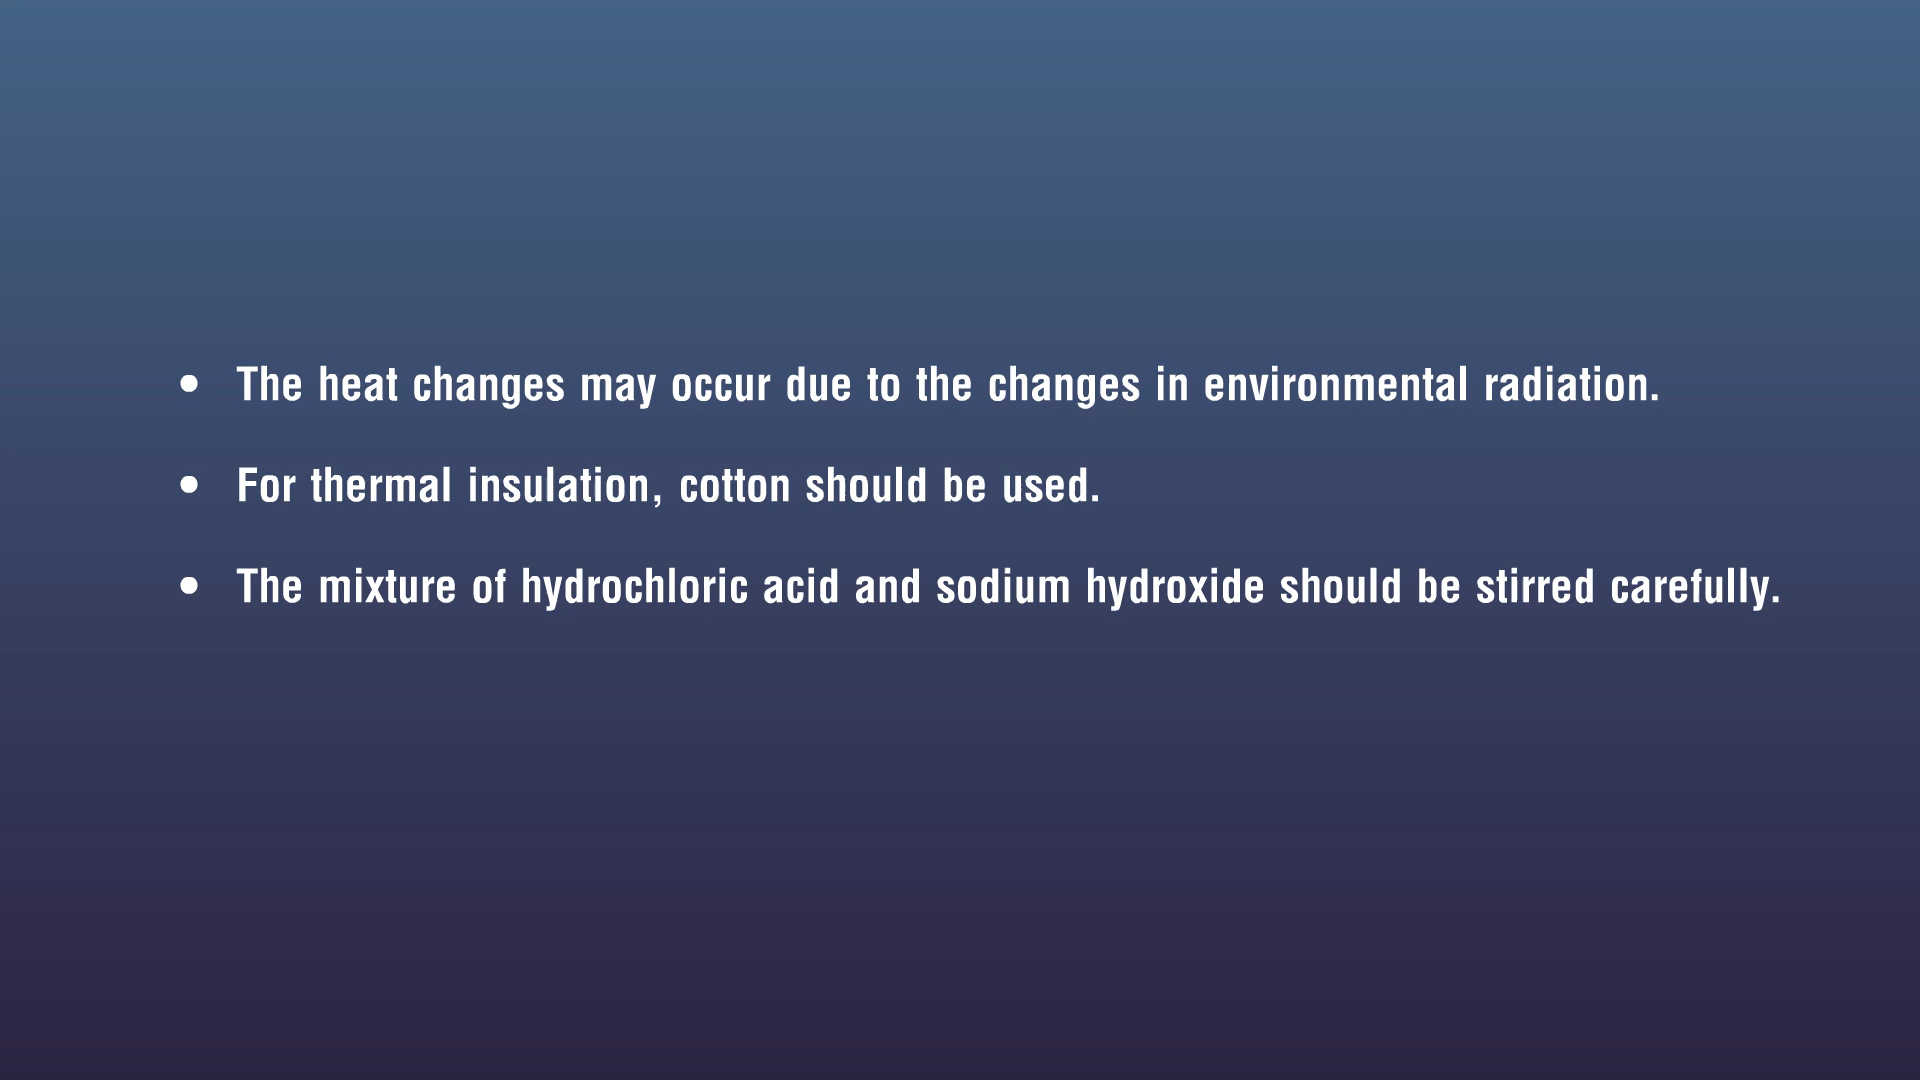 • The heat changes may occur due to the changes in environmental radiation.
• For thermal insulation, cotton should be used.
• The mixture of hydrochloric acid and sodium hydroxide should be stirred carefully.